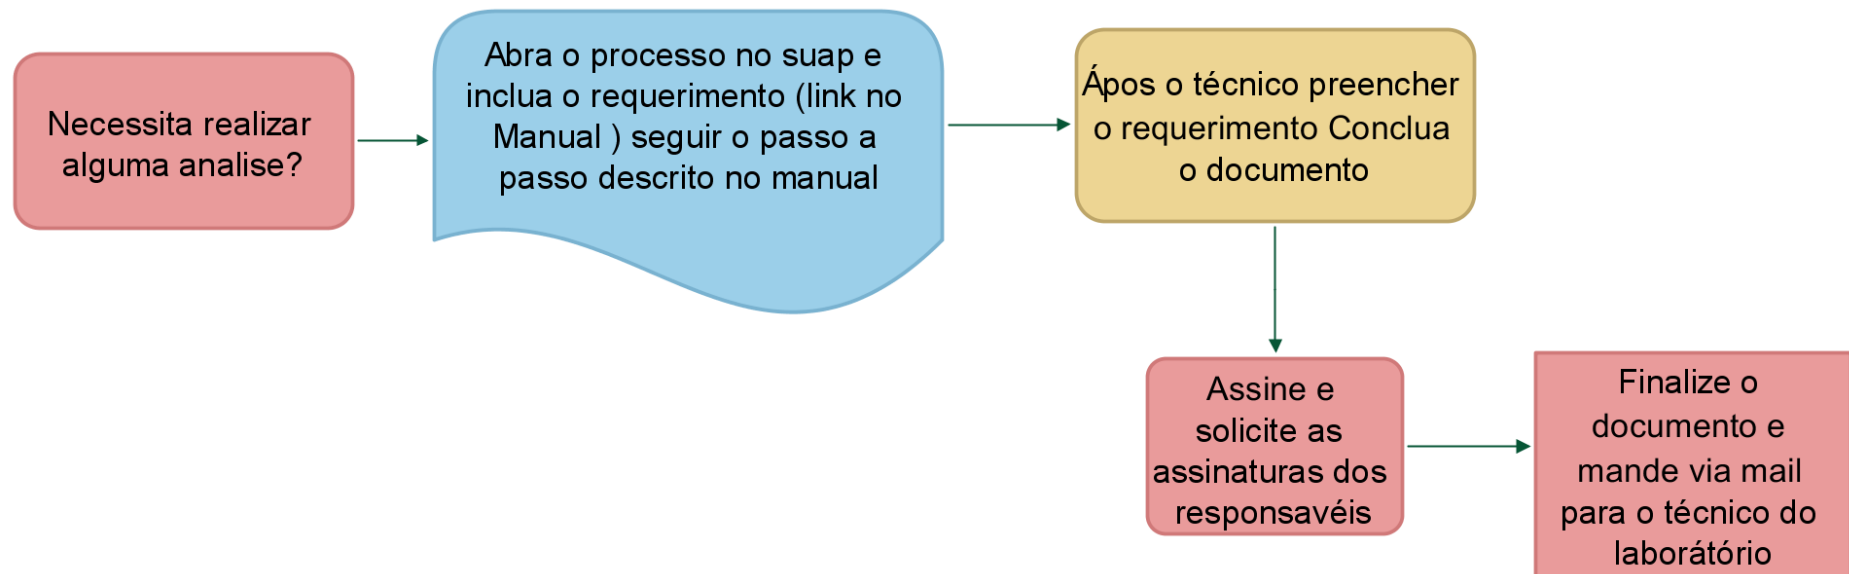 Necessita realizar
alguma analise?
Abra o processo no suap e
inclua o requerimento (link no
Manual ) seguir o passo a
passo descrito no manual
Ápos o técnico preencher
o requerimento Conclua
o documento
Assine e
solicite as
assinaturas dos
responsavéis
Finalize o
documento e
mande via mail
para o técnico do
laborátório